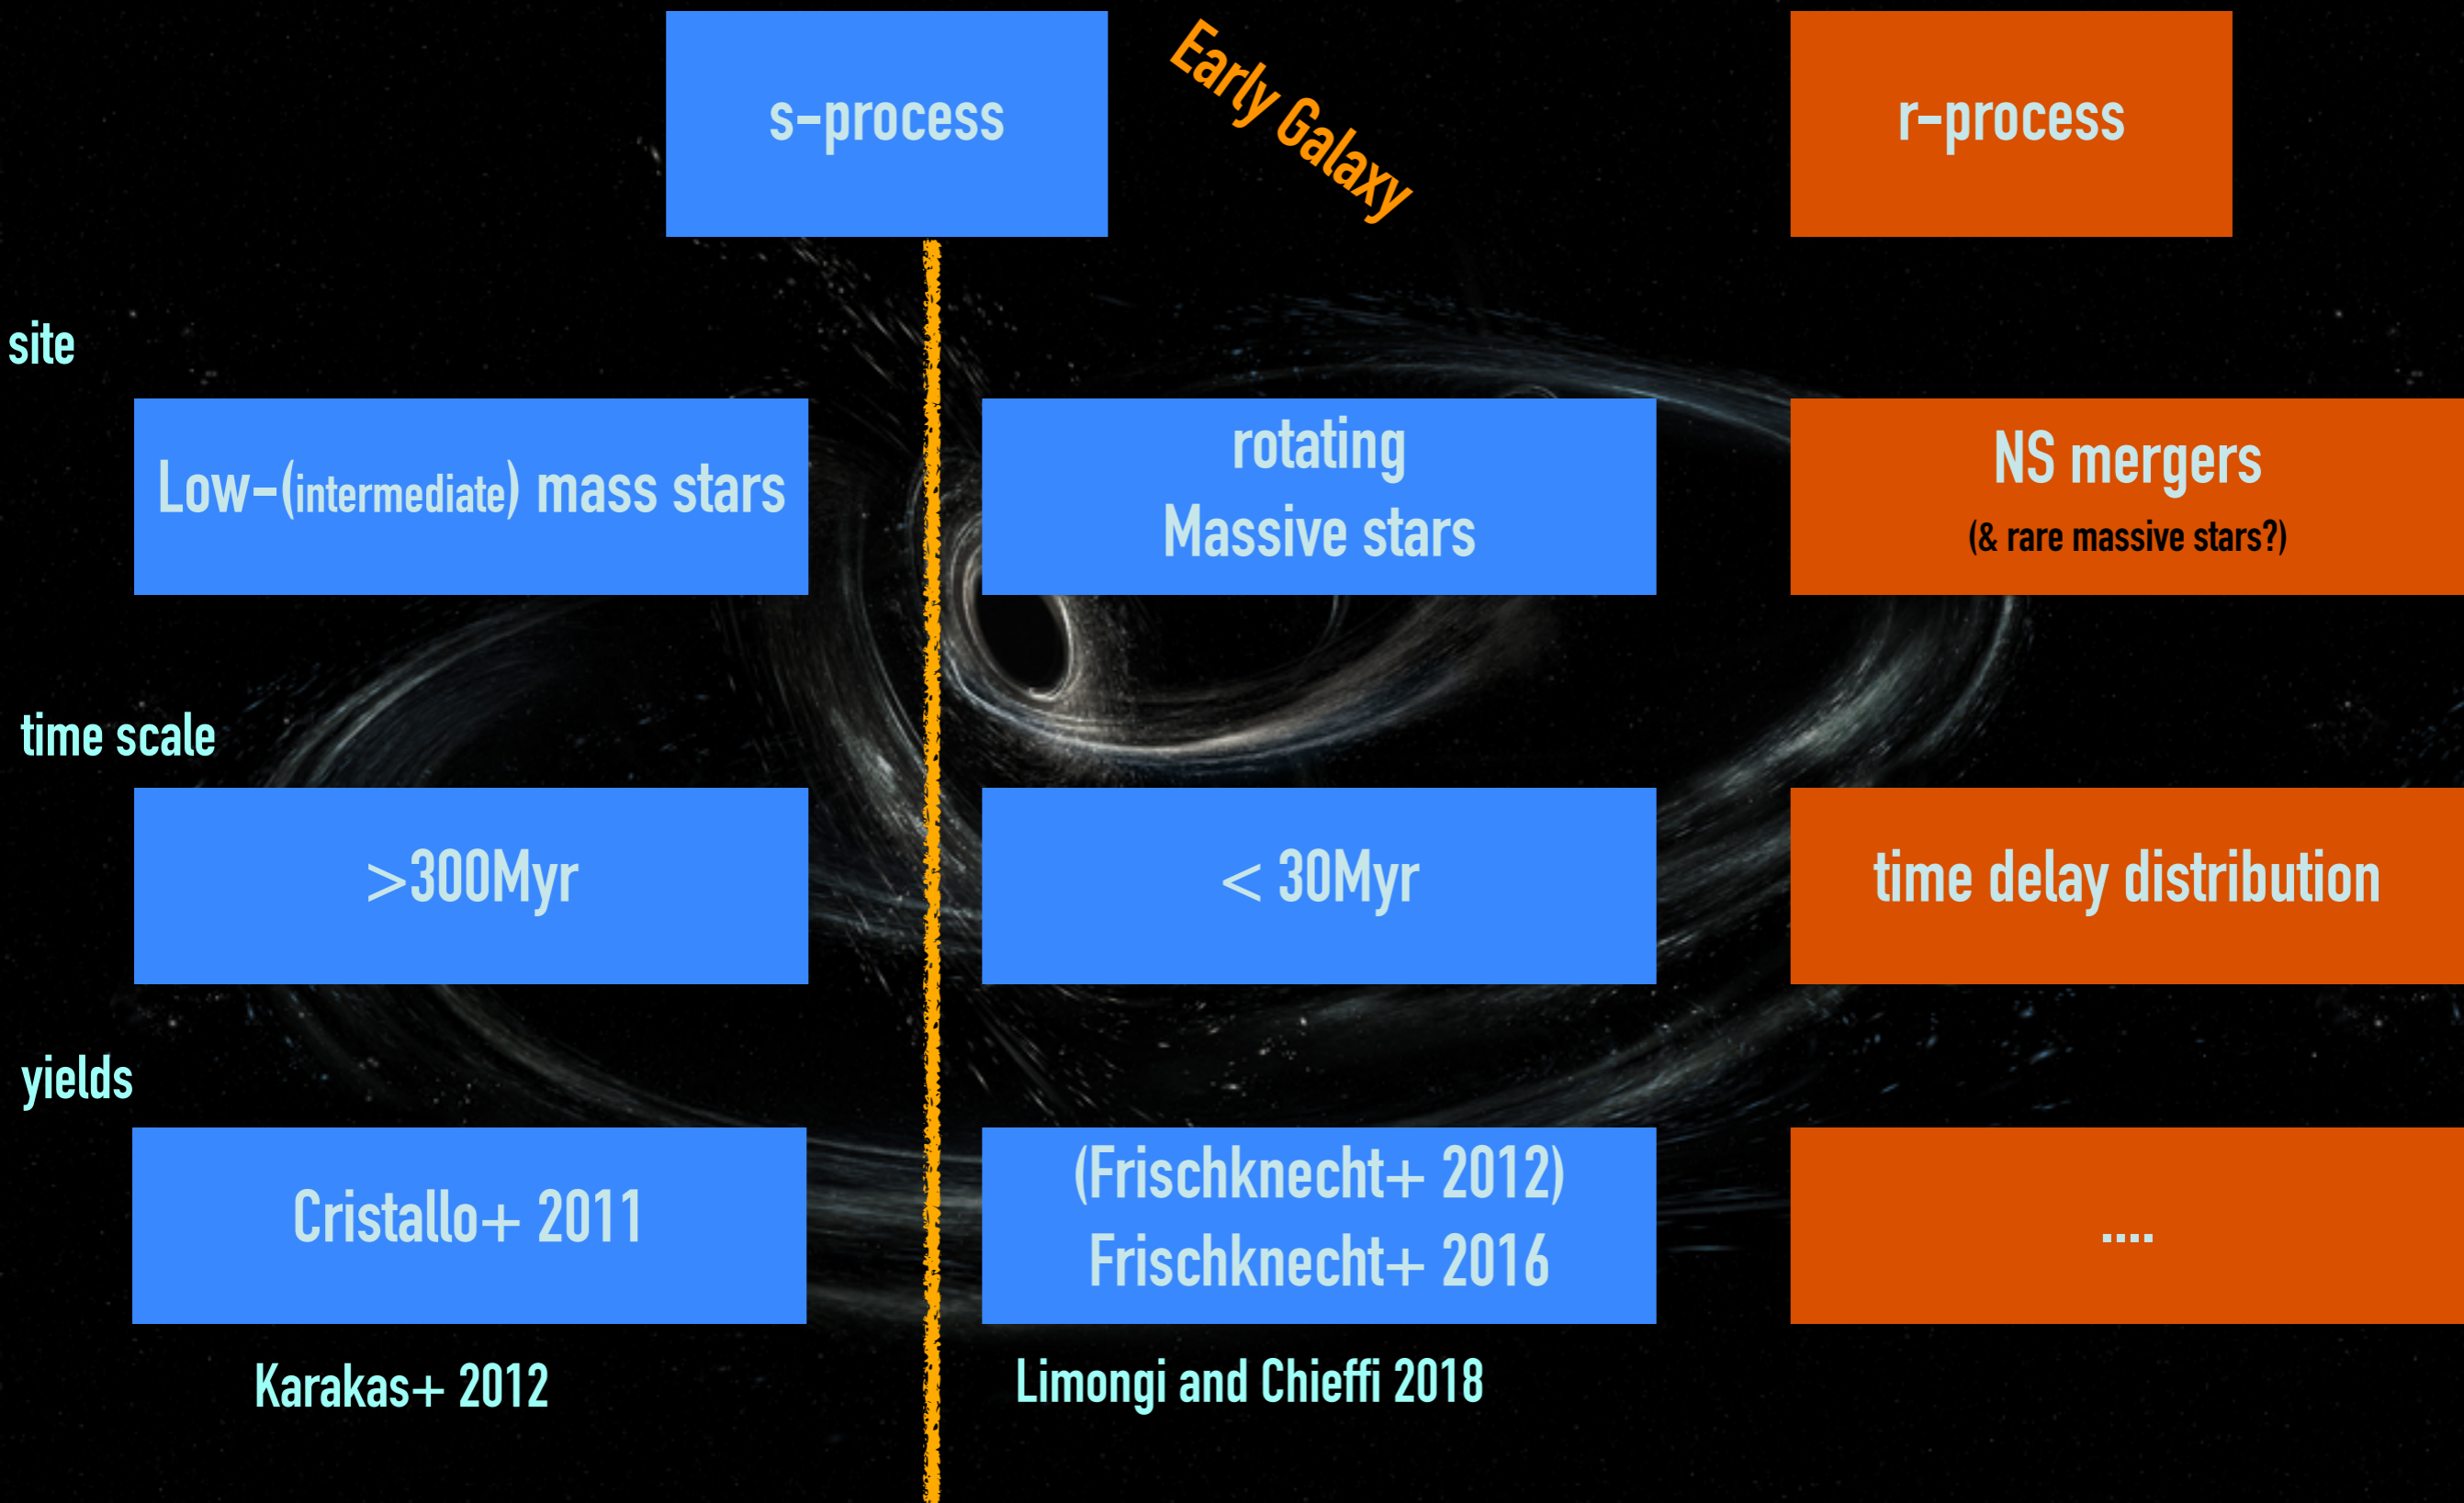 s-process
Early Galaxy
r-process
site
Low-(intermediate) mass stars
rotating
Massive stars
NS mergers
(& rare massive stars?)
time scale
>300Myr
< 30Myr
time delay distribution
yields
Cristallo+ 2011
(Frischknecht+ 2012)
Frischknecht+ 2016
....
Karakas+ 2012
Limongi and Chieffi 2018